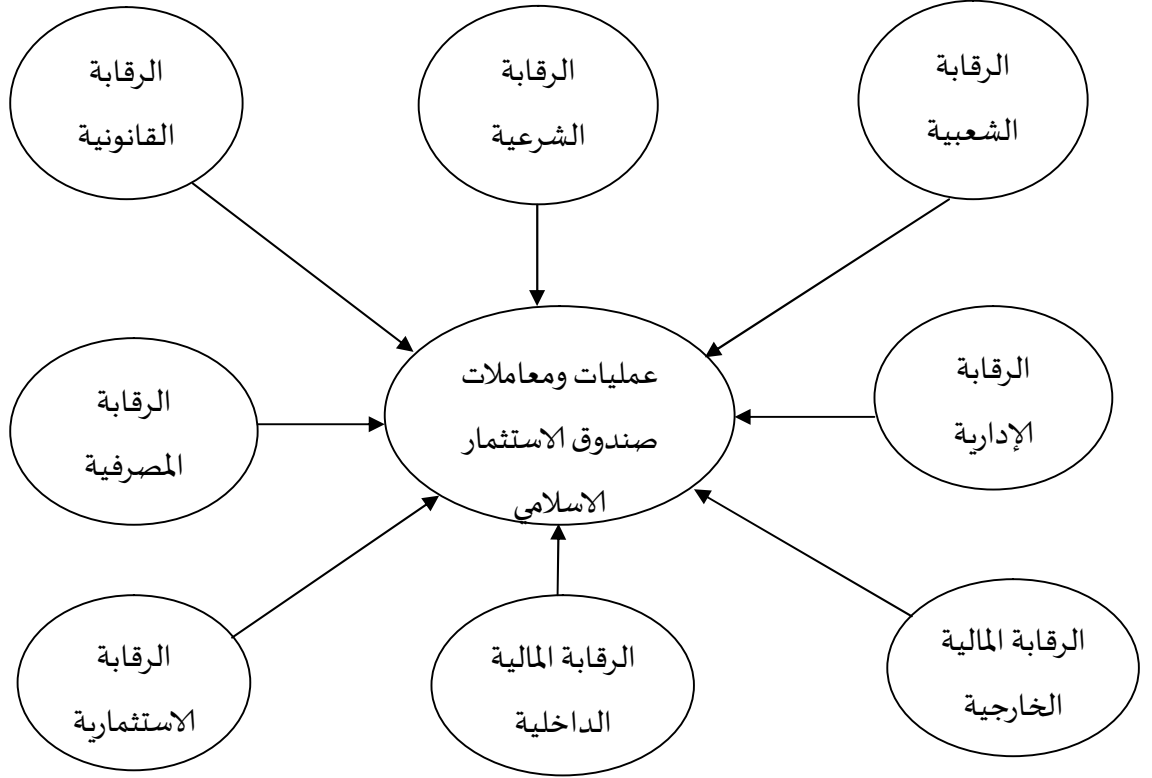 الرقابة
الشعبية
الرقابة
الشرعية
الرقابة
القانونية
الرقابة
الإدارية
عمليات ومعاملات
صندوق الاستثمار
الاسلامي
الرقابة
المصرفية
الرقابة المالية
الخارجية
الرقابة المالية
الداخلية
الرقابة
الاستثمارية